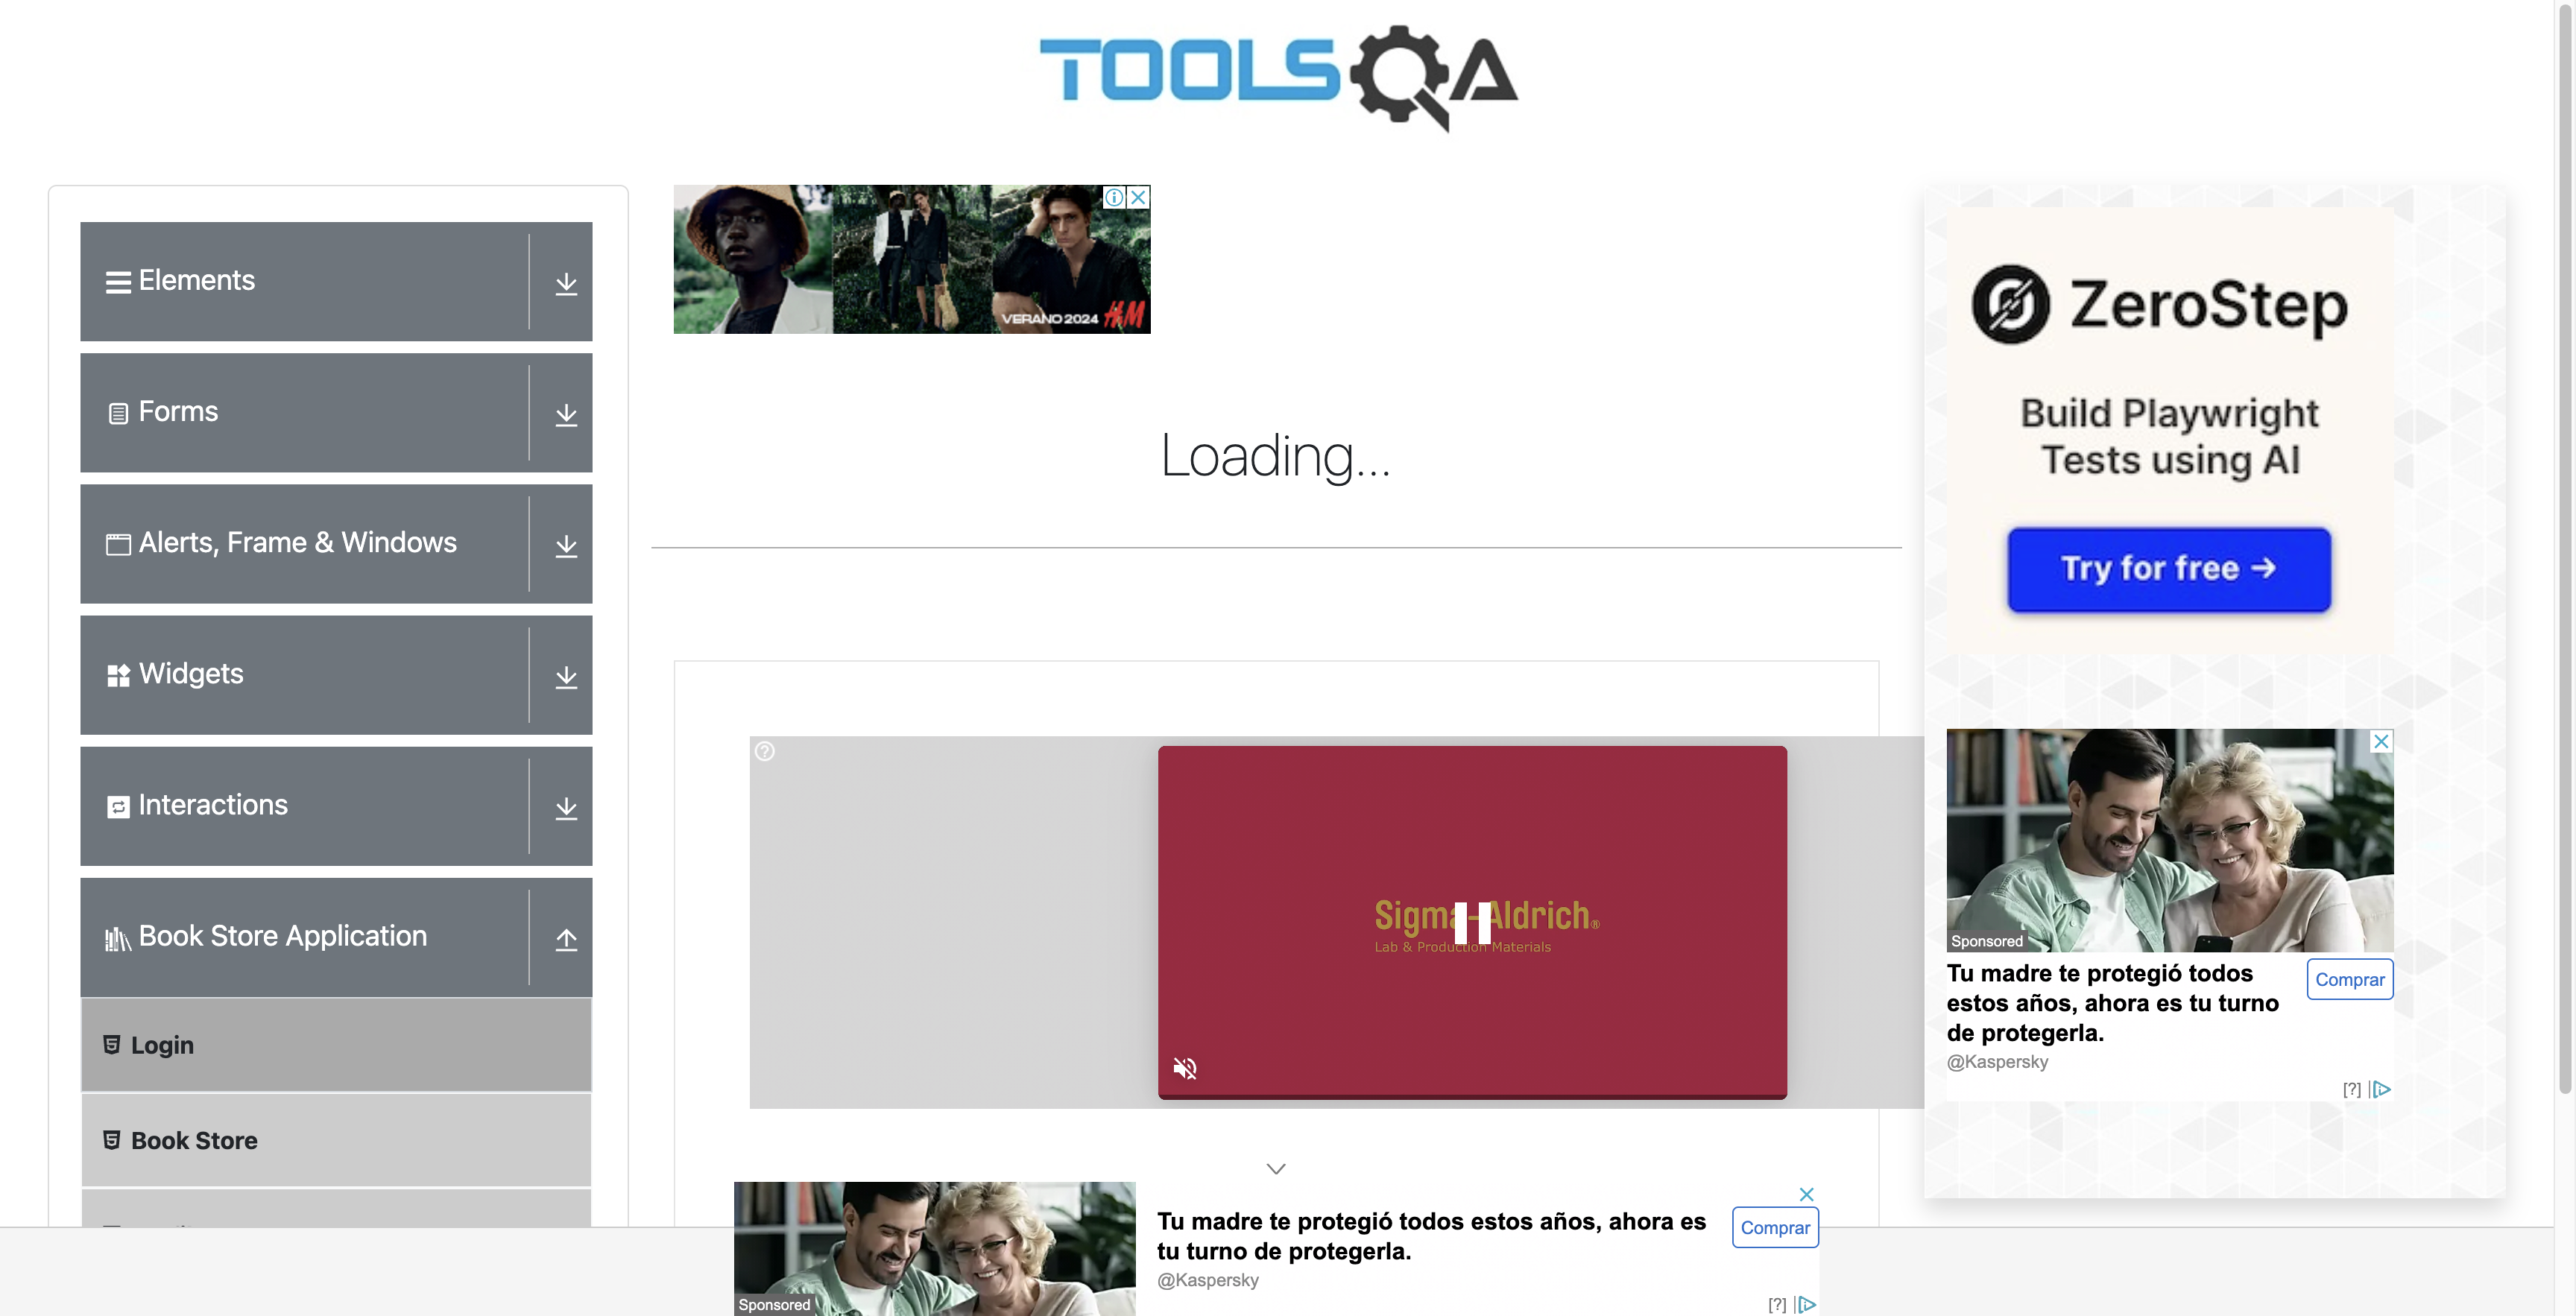 TOOLSQA
Elements
Forms
Alerts, Frame & Windows
Widgets
Interactions
Book Store Application
Login
Book Store
VERANO 2024 H&M
Loading...
Sigma-Aldrich®
Lab & Production Materials
ZeroStep
Build Playwright
Tests using AI
Try for free →
Sponsored
Tu madre te protegió todos
estos años, ahora es tu turno
de protegerla.
Comprar
@Kaspersky
[?]
Sponsored
Tu madre te protegió todos estos años, ahora es
tu turno de protegerla.
Comprar
@Kaspersky
[?]